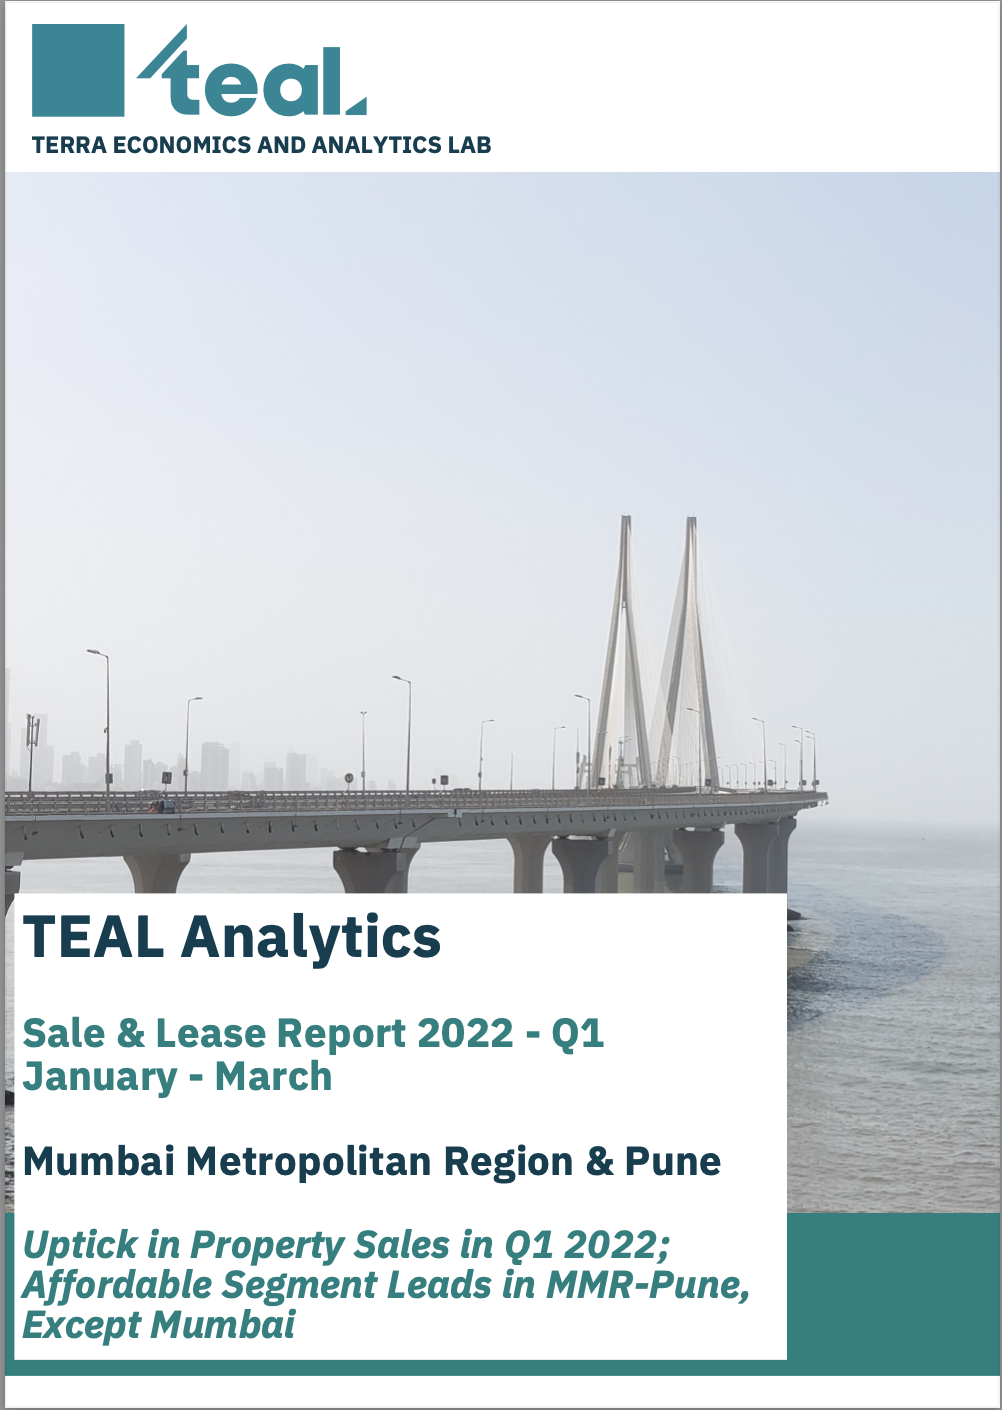 teal
TERRA ECONOMICS AND ANALYTICS LAB
TEAL Analytics
Sale & Lease Report 2022 - Q1
January - March
Mumbai Metropolitan Region & Pune
Uptick in Property Sales in Q1 2022;
Affordable Segment Leads in MMR-Pune,
Except Mumbai